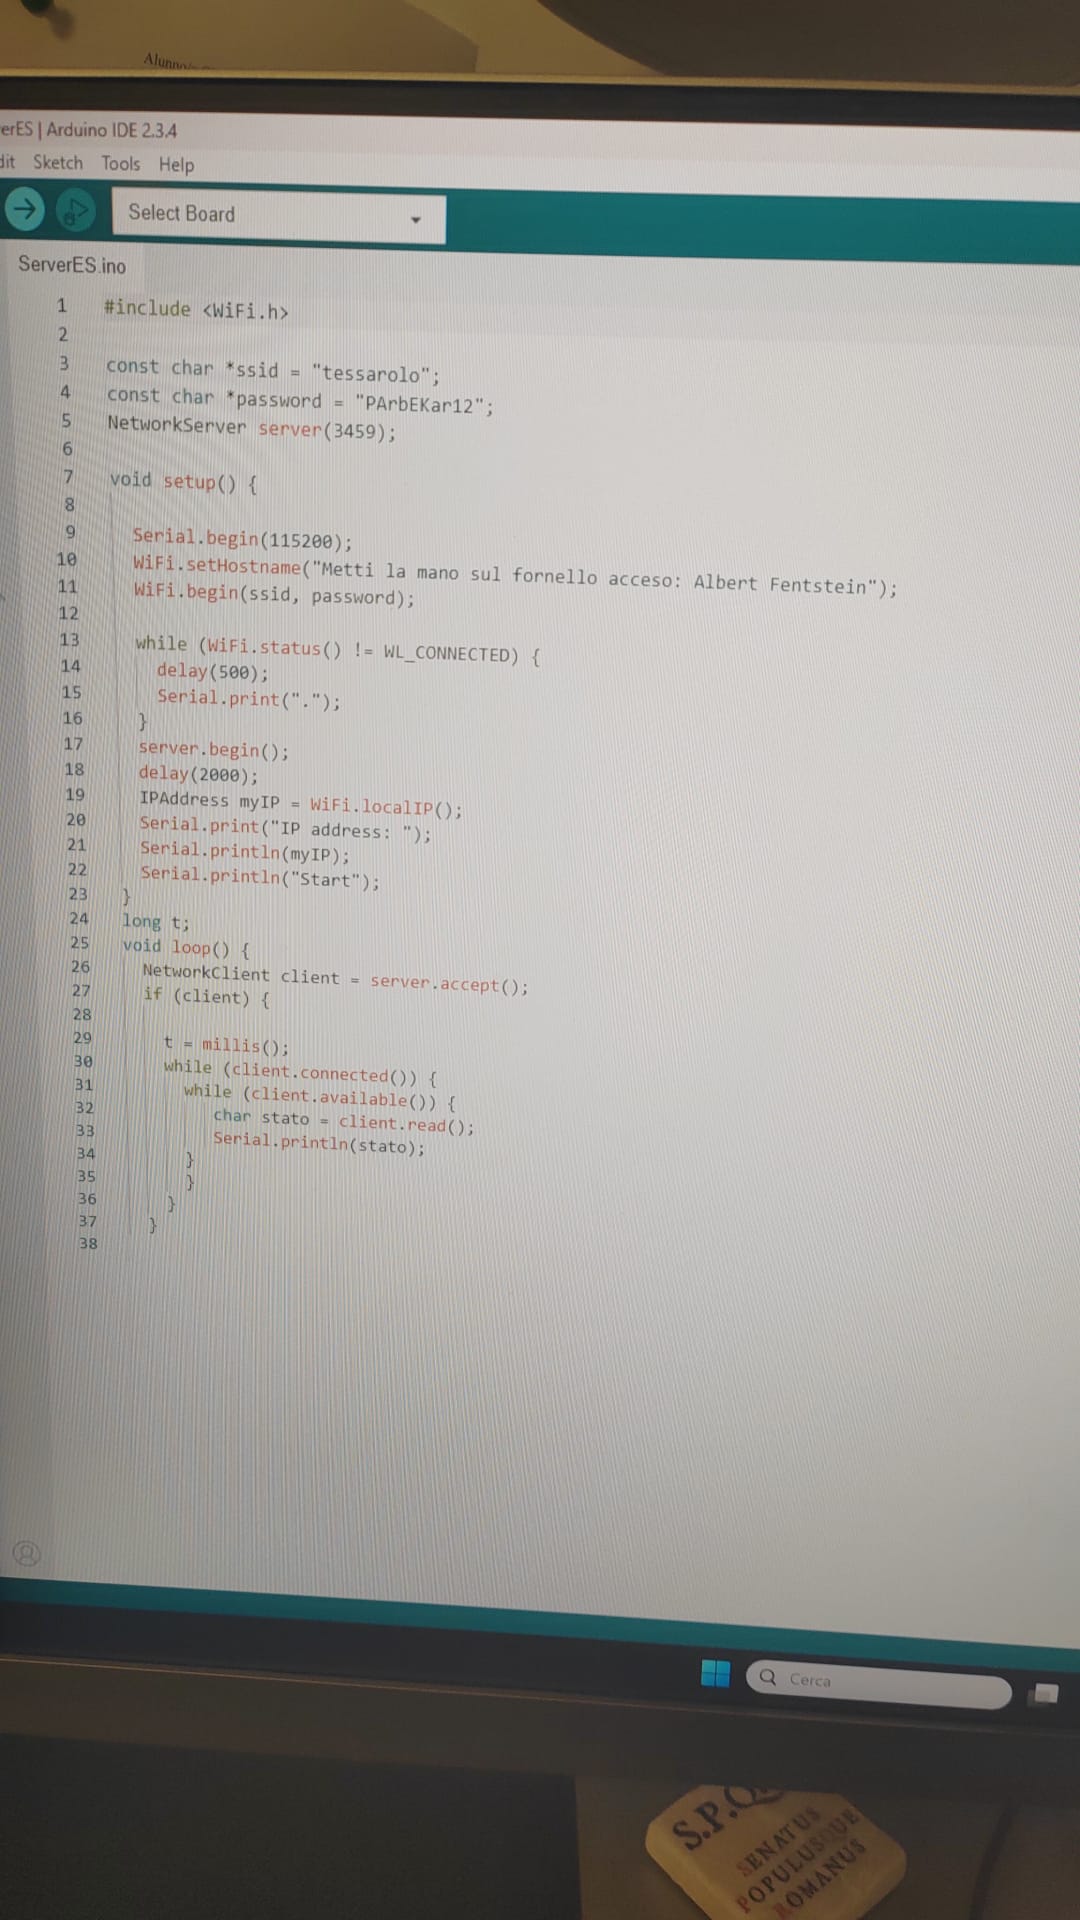 Alunno
erES | Arduino IDE 2.3.4
dit Sketch Tools Help
Select Board
ServerES.ino
1 #include <WiFi.h>
2
3 const char *ssid = "tessarolo";
4 const char *password = "PArbEKar12";
5 NetworkServer server(3459);
6
7 void setup() {
8
9 Serial.begin(115200);
10 WiFi.setHostname("Metti la mano sul fornello acceso: Albert Fentstein");
11 WiFi.begin(ssid, password);
12
13 while (WiFi.status() != WL_CONNECTED) {
14 delay(500);
15 Serial.print(".");
16 }
17 server.begin();
18 delay(2000);
19 IPAddress myIP = WiFi.localIP();
20 Serial.print("IP address: ");
21 Serial.println(myIP);
22 Serial.println("Start");
23 }
24 long t;
25 void loop() {
26 NetworkClient client = server.accept();
27 if (client) {
28
29 t = millis();
30 while (client.connected()) {
31 while (client.available()) {
32 char stato = client.read();
33 Serial.println(stato);
34 }
35 }
36 }
37 }
38
Cerca
S.P.Q
SENATUS
POPULUSQUE
ROMANUS